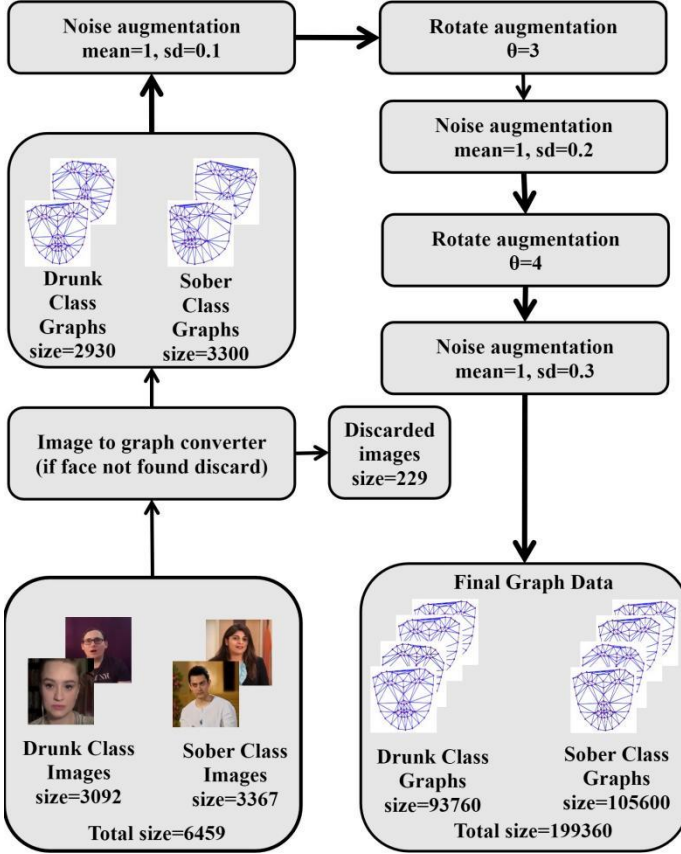 Noise augmentation
mean=1, sd=0.1
Rotate augmentation
θ=3
Noise augmentation
mean=1, sd=0.2
Rotate augmentation
θ=4
Noise augmentation
mean=1, sd=0.3
Drunk
Class
Graphs
size=2930
Sober
Class
Graphs
size=3300
Image to graph converter
(if face not found discard)
Discarded
images
size=229
Drunk Class
Images
size=3092
Sober Class
Images
size=3367
Total size=6459
Final Graph Data
Drunk Class
Graphs
size=93760
Sober Class
Graphs
size=105600
Total size=199360